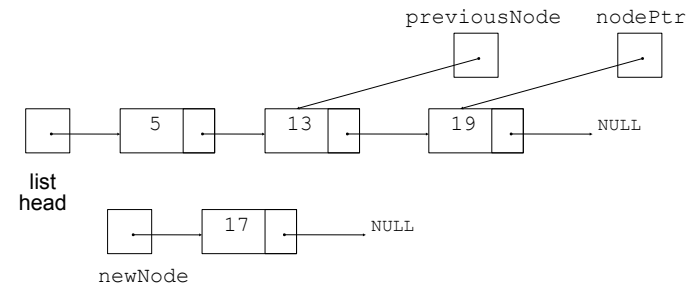 previousNode nodePtr
5 13 19 NULL
list
head
17 NULL
newNode